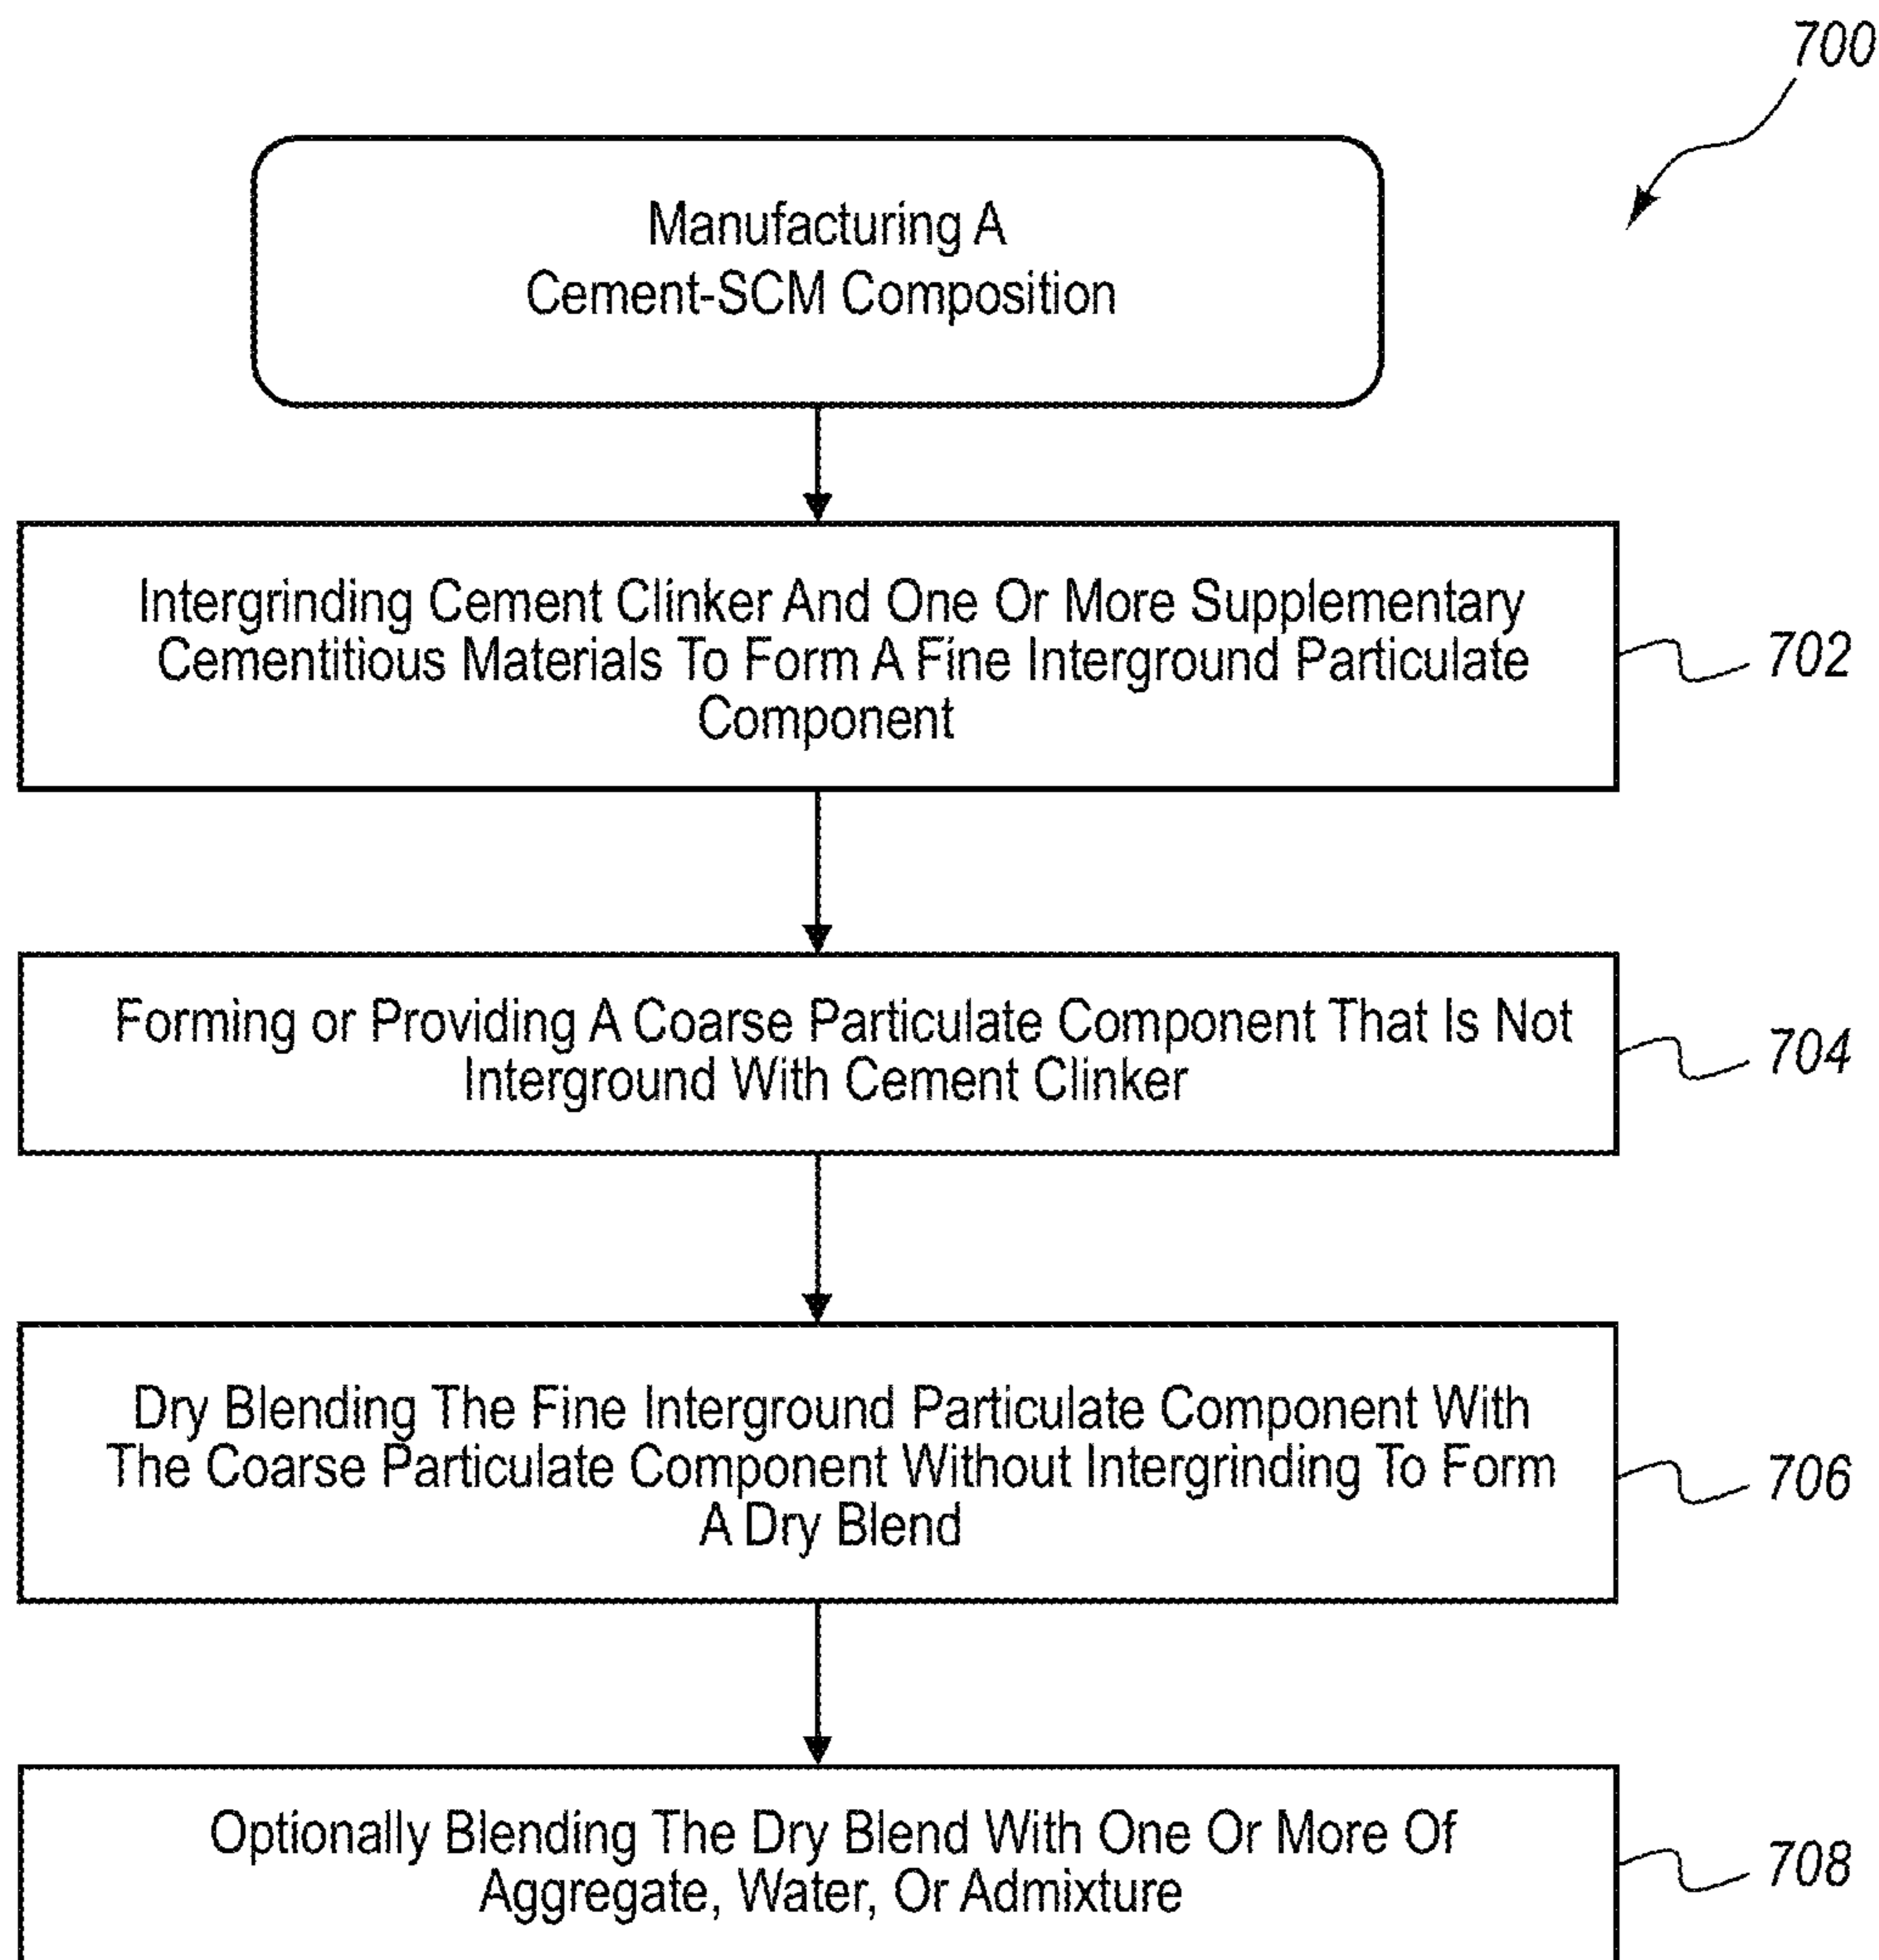 700
Manufacturing A
Cement-SCM Composition
Intergrinding Cement Clinker And One Or More Supplementary
Cementitious Materials To Form A Fine Interground Particulate
Component
702
Forming or Providing A Coarse Particulate Component That Is Not
Interground With Cement Clinker
704
Dry Blending The Fine Interground Particulate Component With
The Coarse Particulate Component Without Intergrinding To Form
A Dry Blend
706
Optionally Blending The Dry Blend With One Or More Of
Aggregate, Water, Or Admixture
708